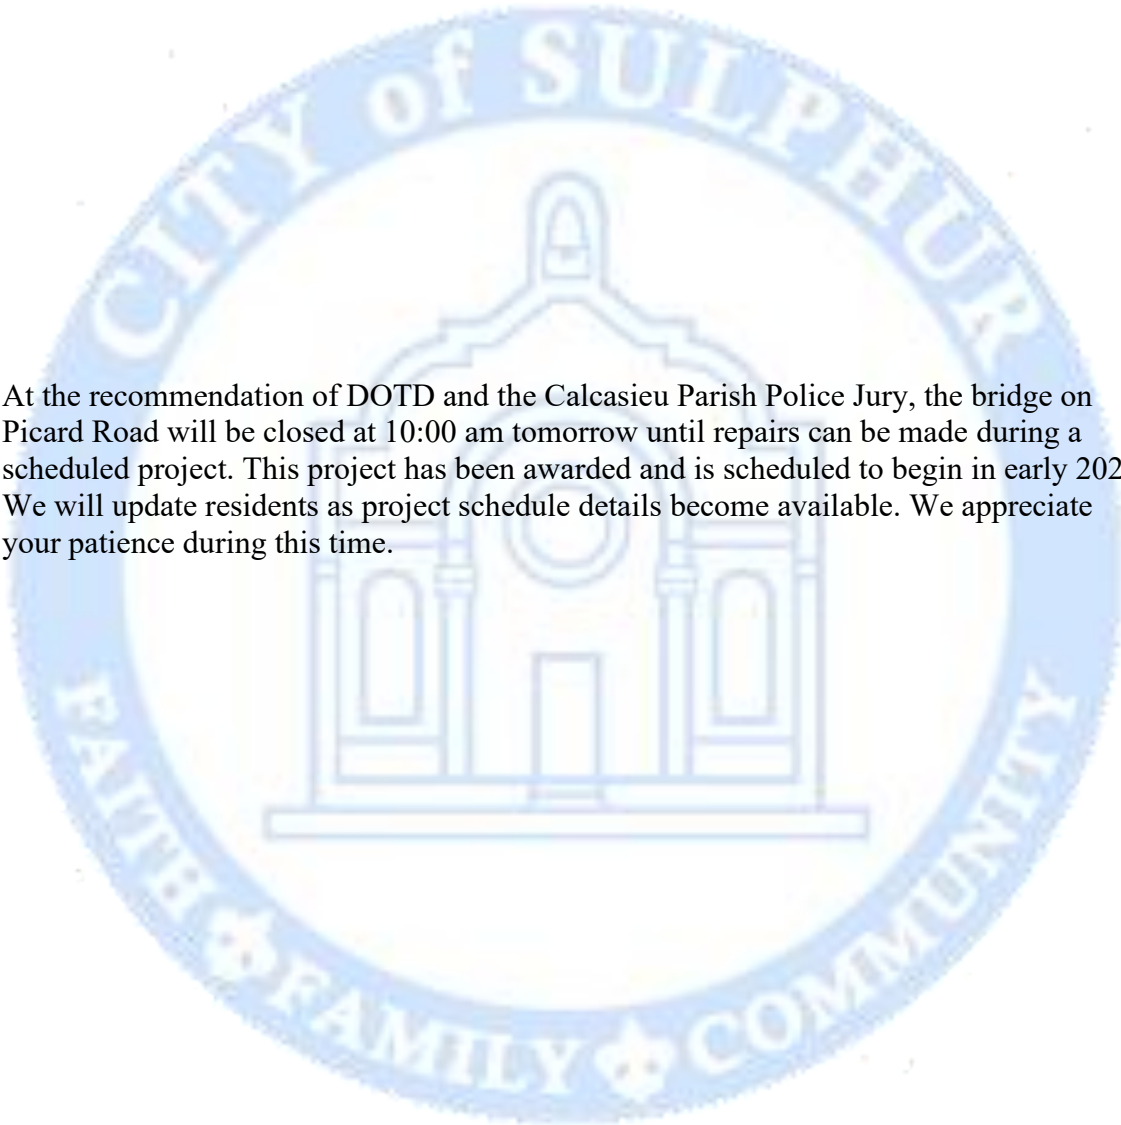 CITY of SULPHUR
At the recommendation of DOTD and the Calcasieu Parish Police Jury, the bridge on
Picard Road will be closed at 10:00 am tomorrow until repairs can be made during a
scheduled project. This project has been awarded and is scheduled to begin in early 202
We will update residents as project schedule details become available. We appreciate
your patience during this time.
FAITH FAMILY COMMUNITY